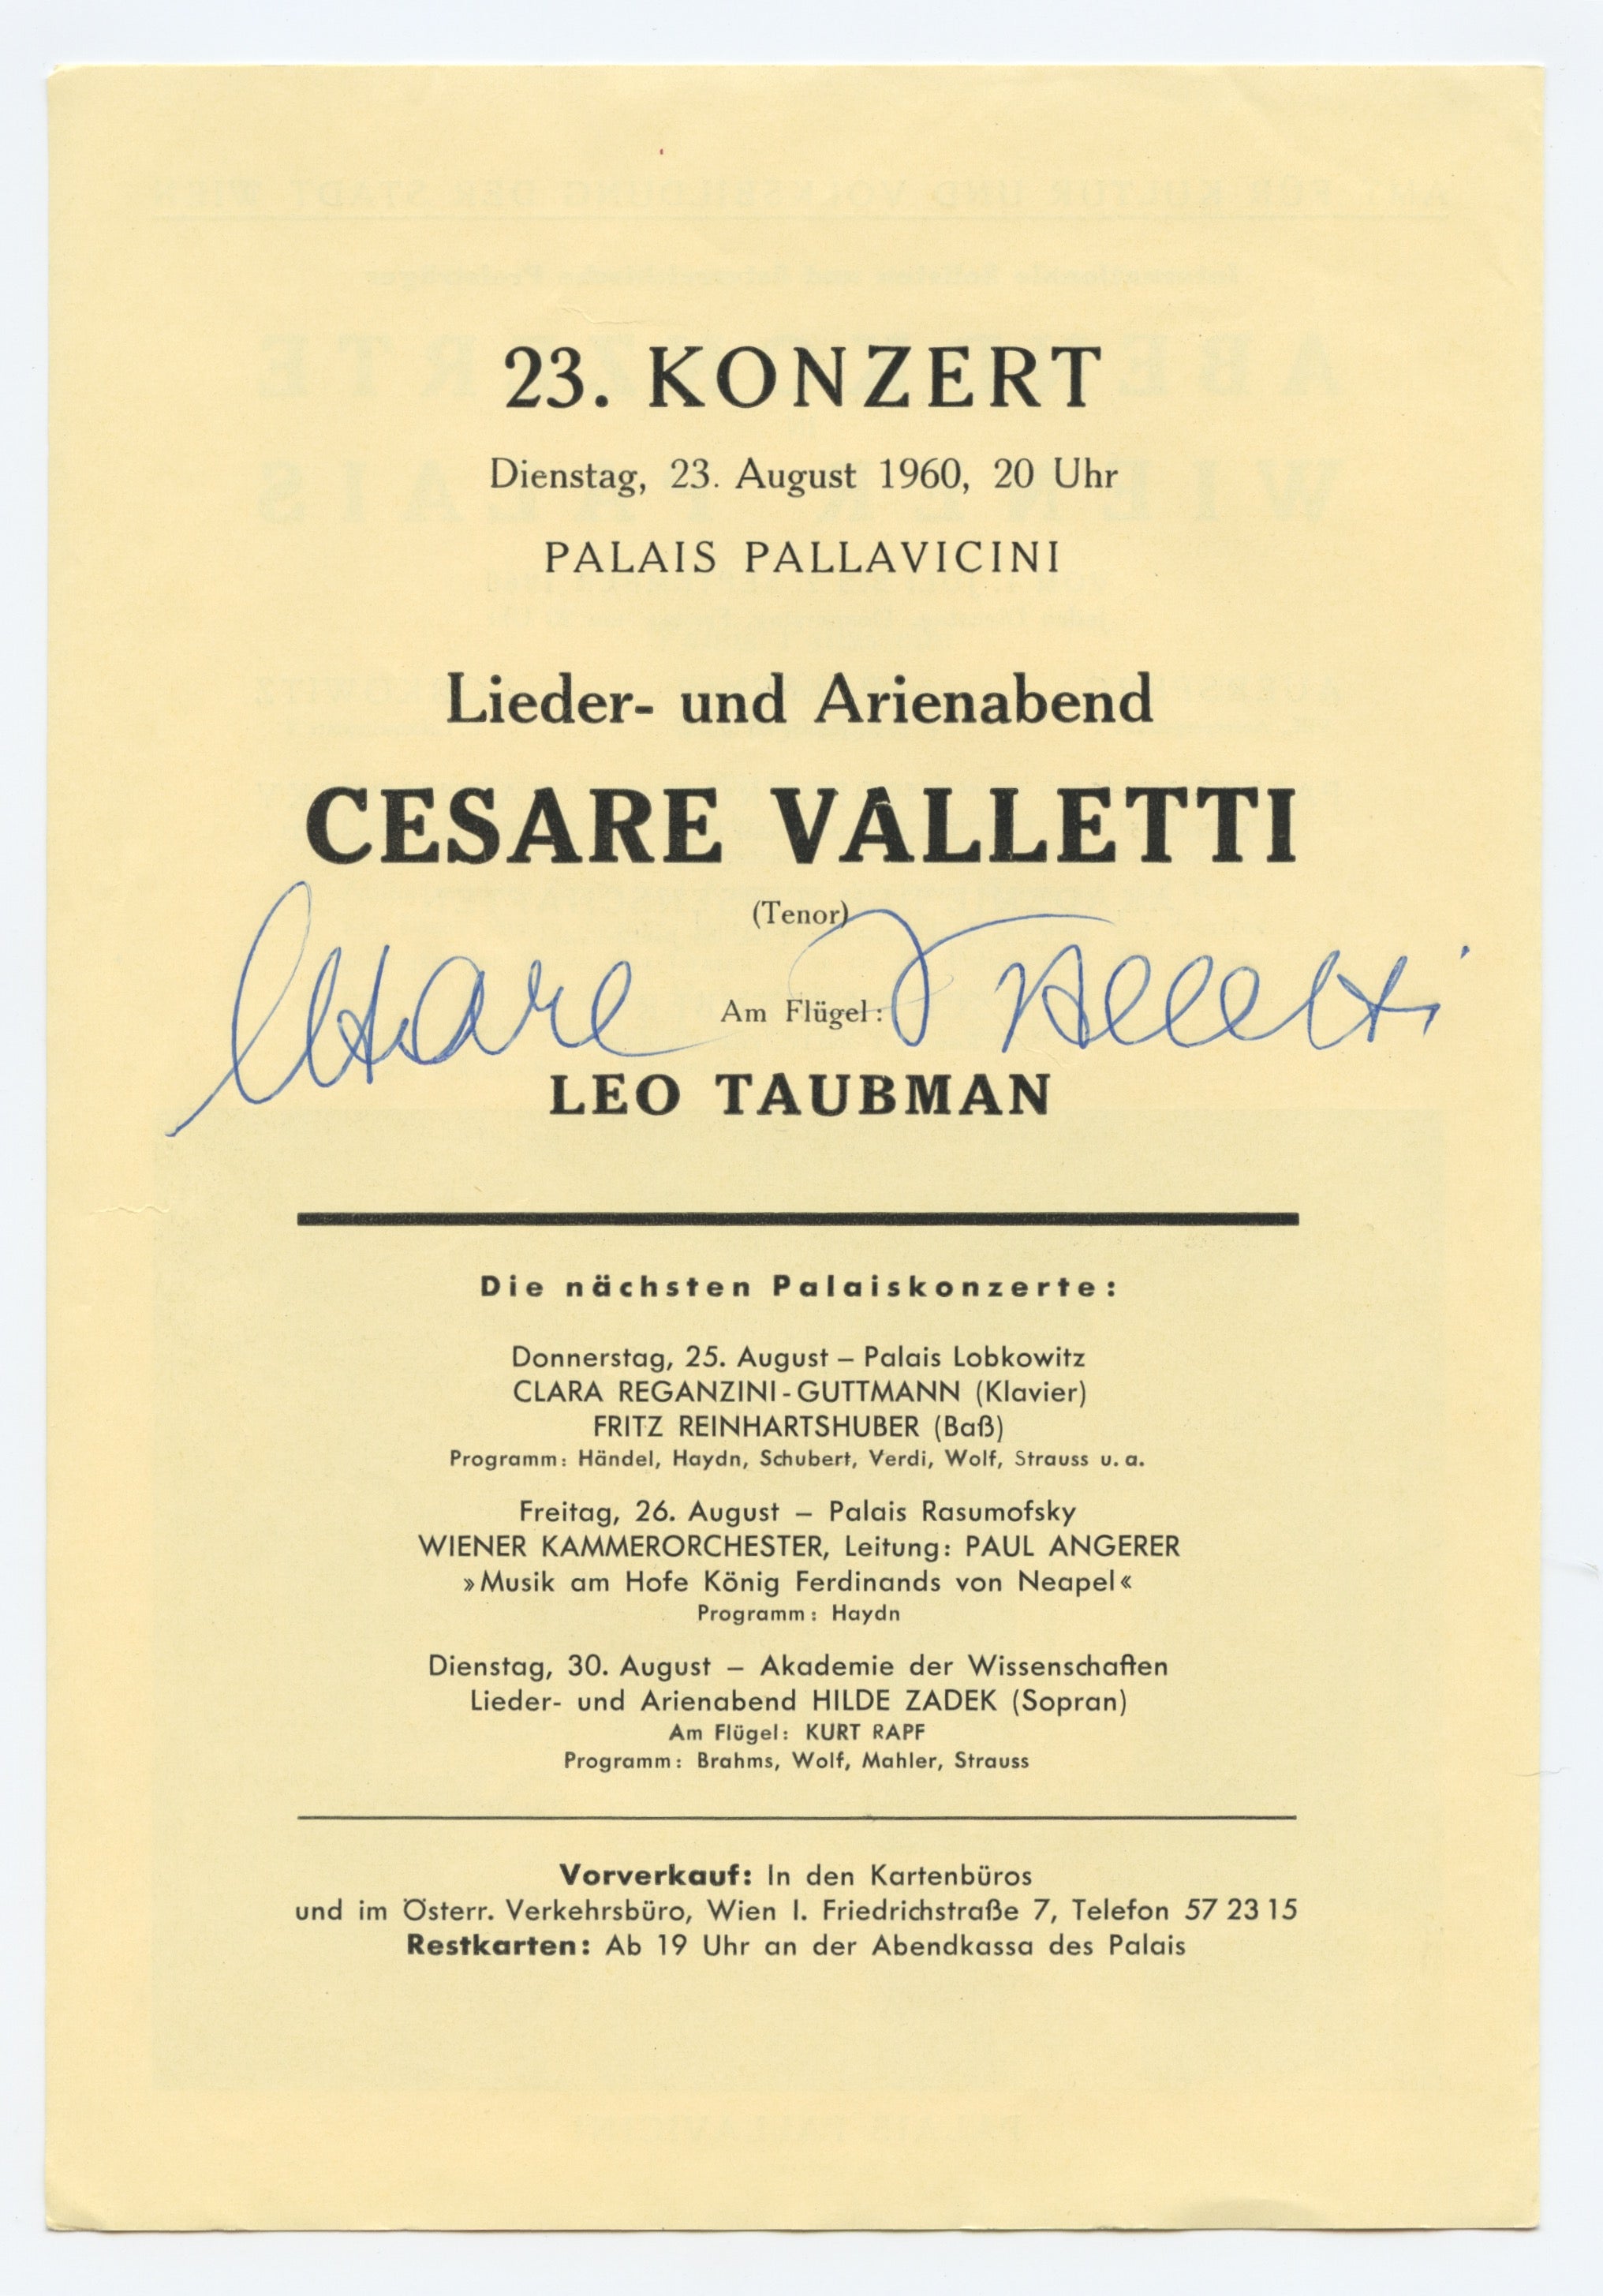 23. KONZERT
Dienstag, 23. August 1960, 20 Uhr
PALAIS PALLAVICINI
Lieder- und Arienabend
CESARE VALLETTI
(Tenor)
Cesare Valletti
Am Flügel:
LEO TAUBMAN
Die nächsten Palaiskonzerte:
Donnerstag, 25. August – Palais Lobkowitz
CLARA REGANZINI-GUTTMANN (Klavier)
FRITZ REINHARTSHUBER (Baß)
Programm: Händel, Haydn, Schubert, Verdi, Wolf, Strauss u. a.
Freitag, 26. August – Palais Rasumofsky
WIENER KAMMERORCHESTER, Leitung: PAUL ANGERER
»Musik am Hofe König Ferdinands von Neapel«
Programm: Haydn
Dienstag, 30. August – Akademie der Wissenschaften
Lieder- und Arienabend HILDE ZADEK (Sopran)
Am Flügel: KURT RAPF
Programm: Brahms, Wolf, Mahler, Strauss
Vorverkauf: In den Kartenbüros
und im Österr. Verkehrsbüro, Wien I. Friedrichstraße 7, Telefon 57 23 15
Restkarten: Ab 19 Uhr an der Abendkassa des Palais